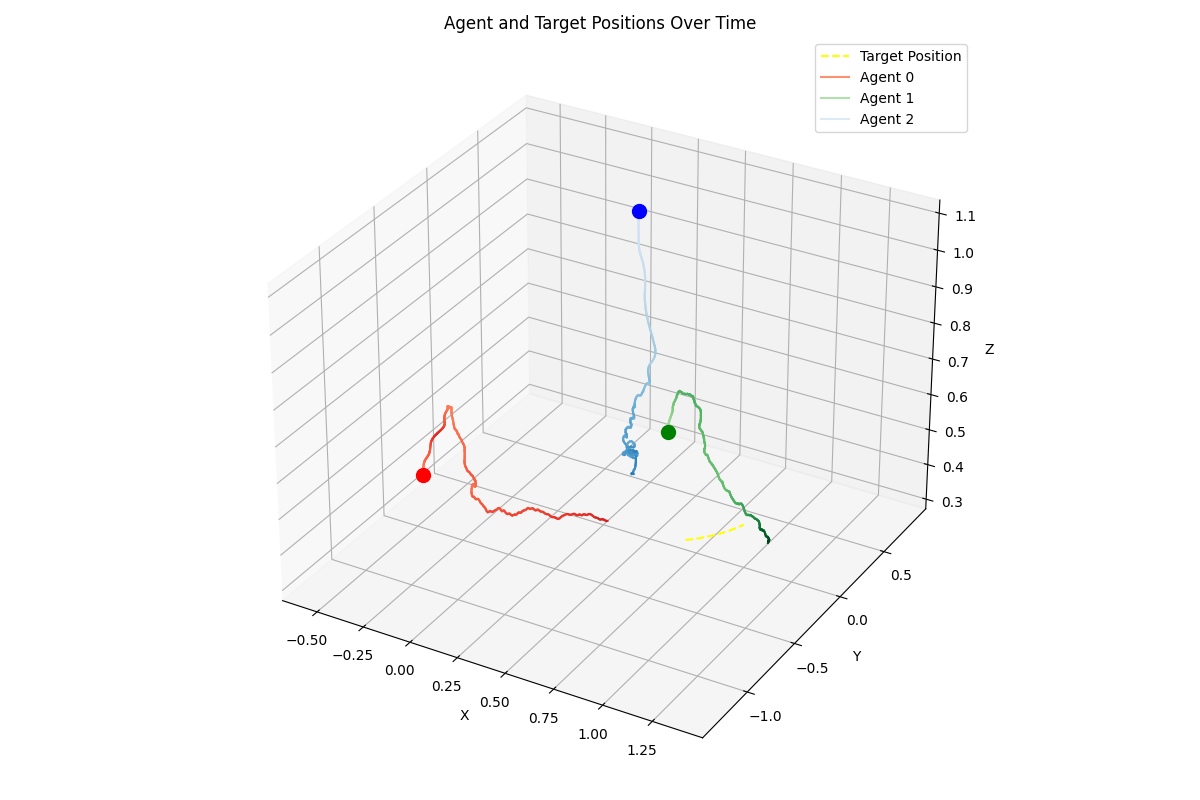 Agent and Target Positions Over Time
Target Position
Agent 0
Agent 1
Agent 2
1.1
1.0
0.9
0.8
0.7
0.6
0.5
0.4
0.3
Z
0.5
0.0
−0.5
−1.0
Y
−0.50
−0.25
0.00
0.25
0.50
0.75
1.00
1.25
X